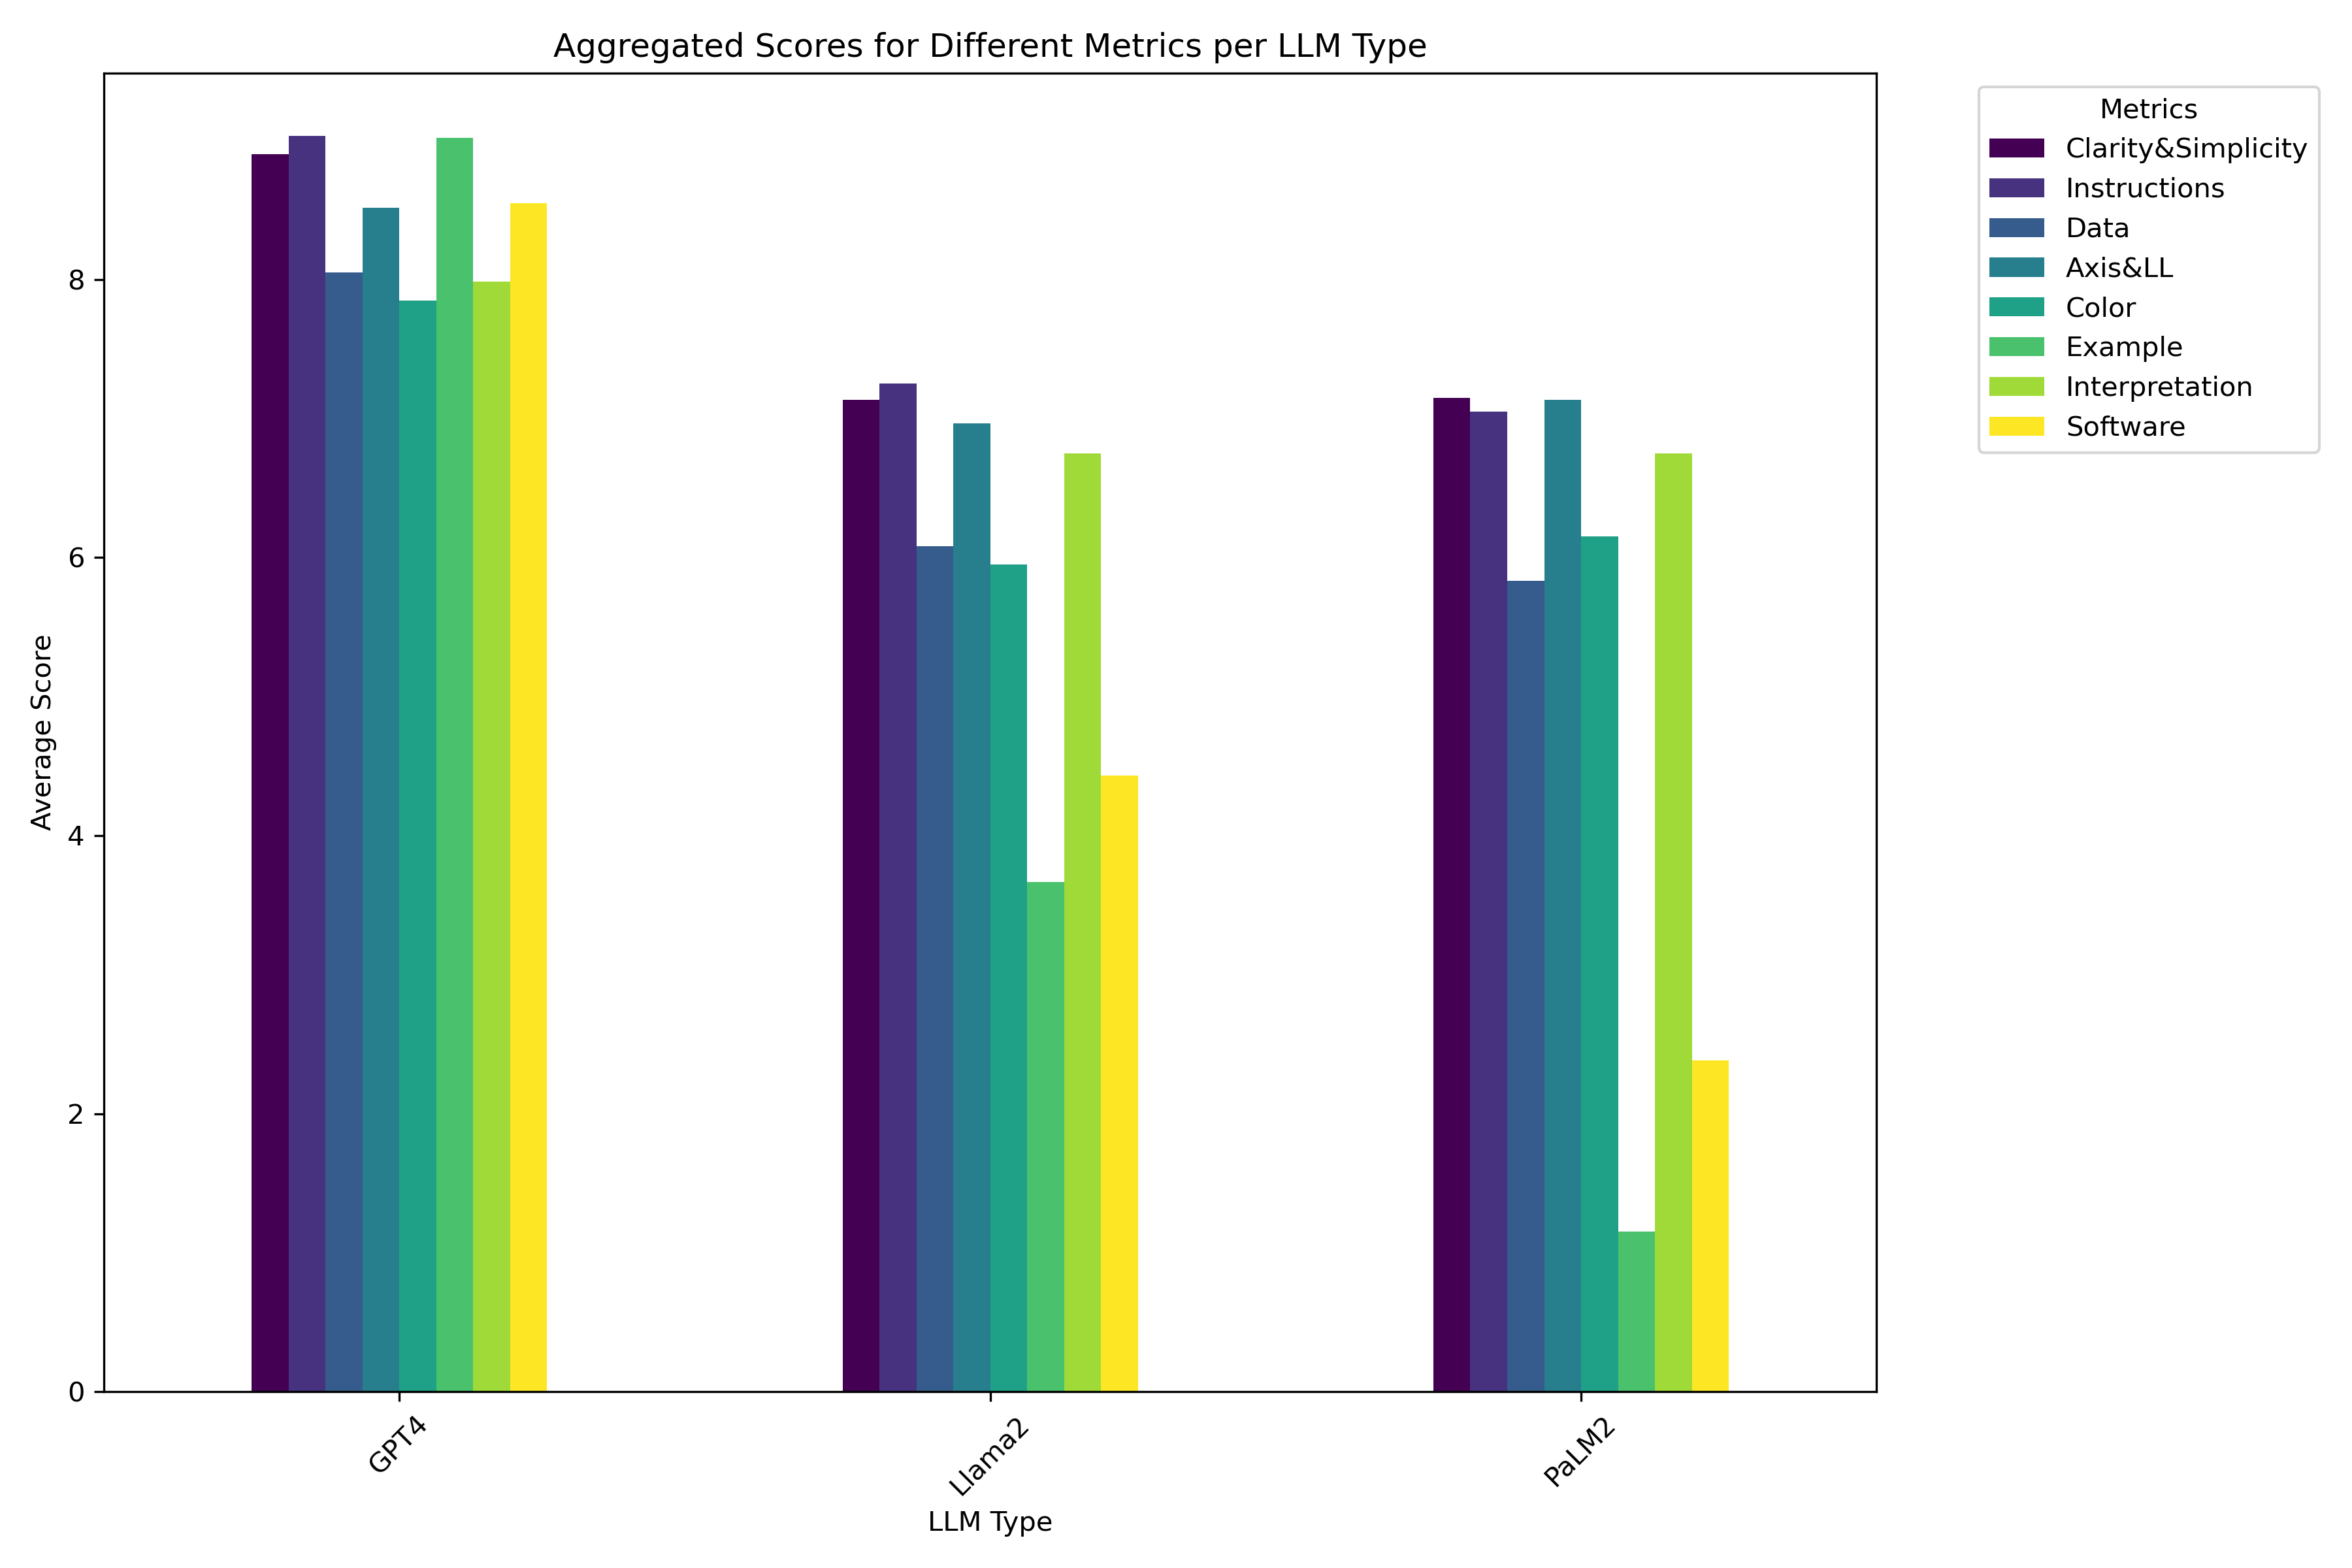 Aggregated Scores for Different Metrics per LLM Type
Metrics
Clarity&Simplicity
Instructions
Data
Axis&LL
Color
Example
Interpretation
Software
Average Score
8
6
4
2
0
GPT4
Llama2
PaLM2
LLM Type